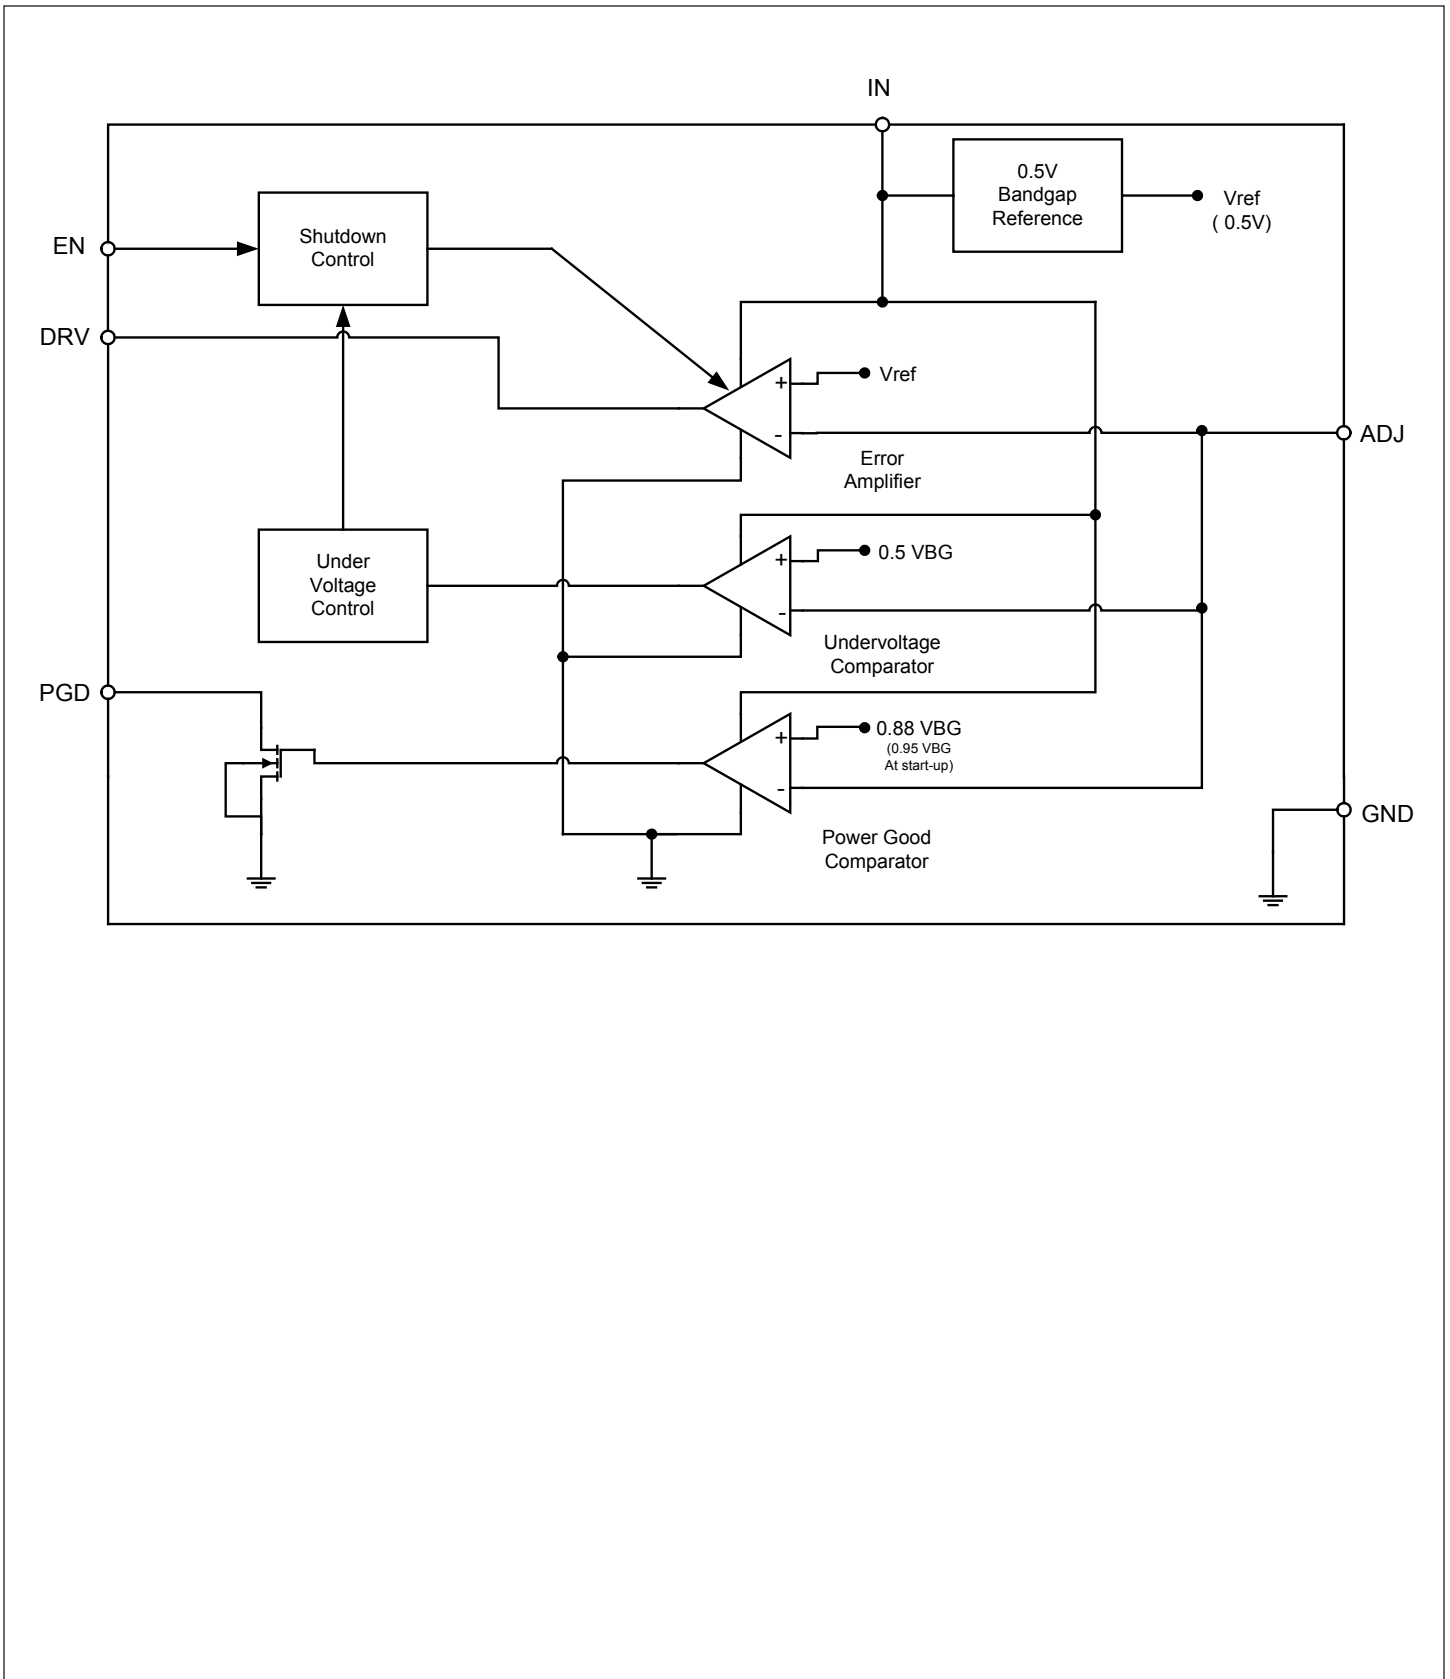 IN
0.5V
Bandgap
Reference
Vref
( 0.5V)
Shutdown
Control
EN
DRV
+
Vref
-
ADJ
Error
Amplifier
Under
Voltage
Control
+
0.5 VBG
-
Undervoltage
Comparator
PGD
+
0.88 VBG
(0.95 VBG
At start-up)
-
GND
Power Good
Comparator